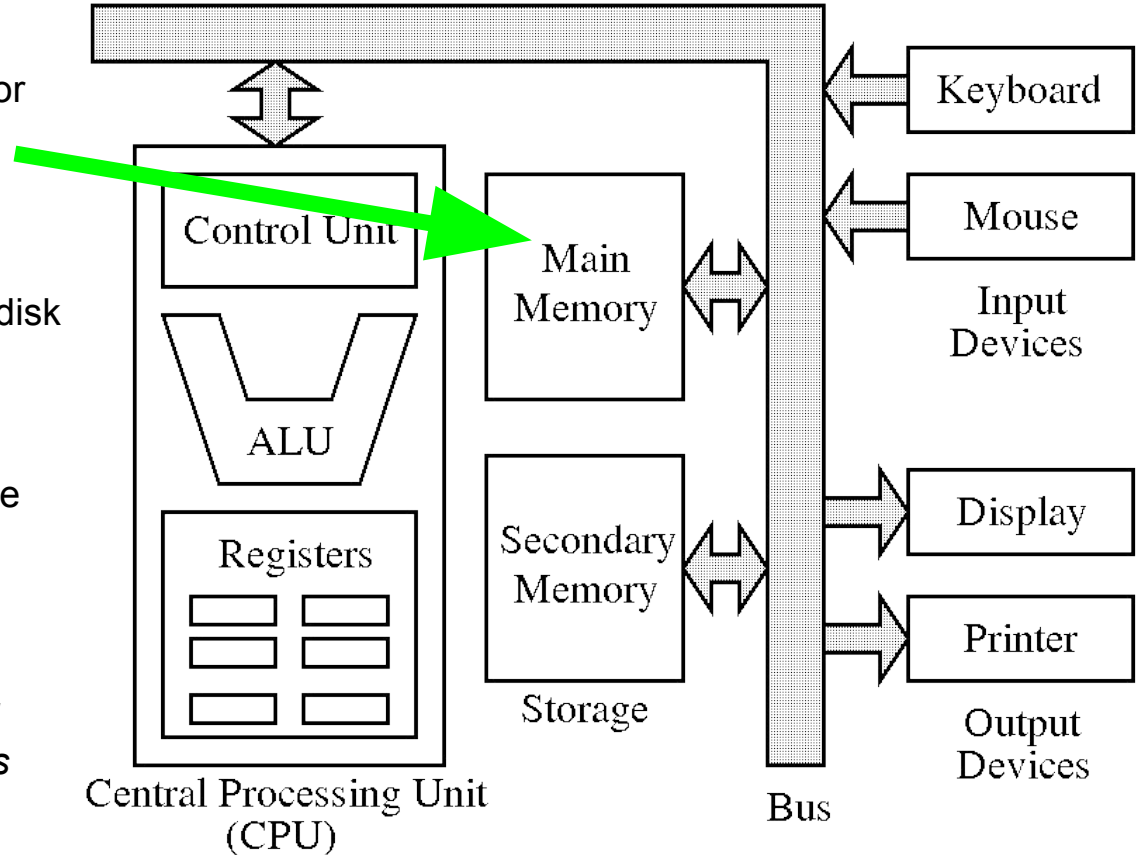 or
disk
e
s
Control Unit
ALU
Registers
Central Processing Unit
(CPU)
Main
Memory
Secondary
Memory
Storage
Bus
Keyboard
Mouse
Input
Devices
Display
Printer
Output
Devices